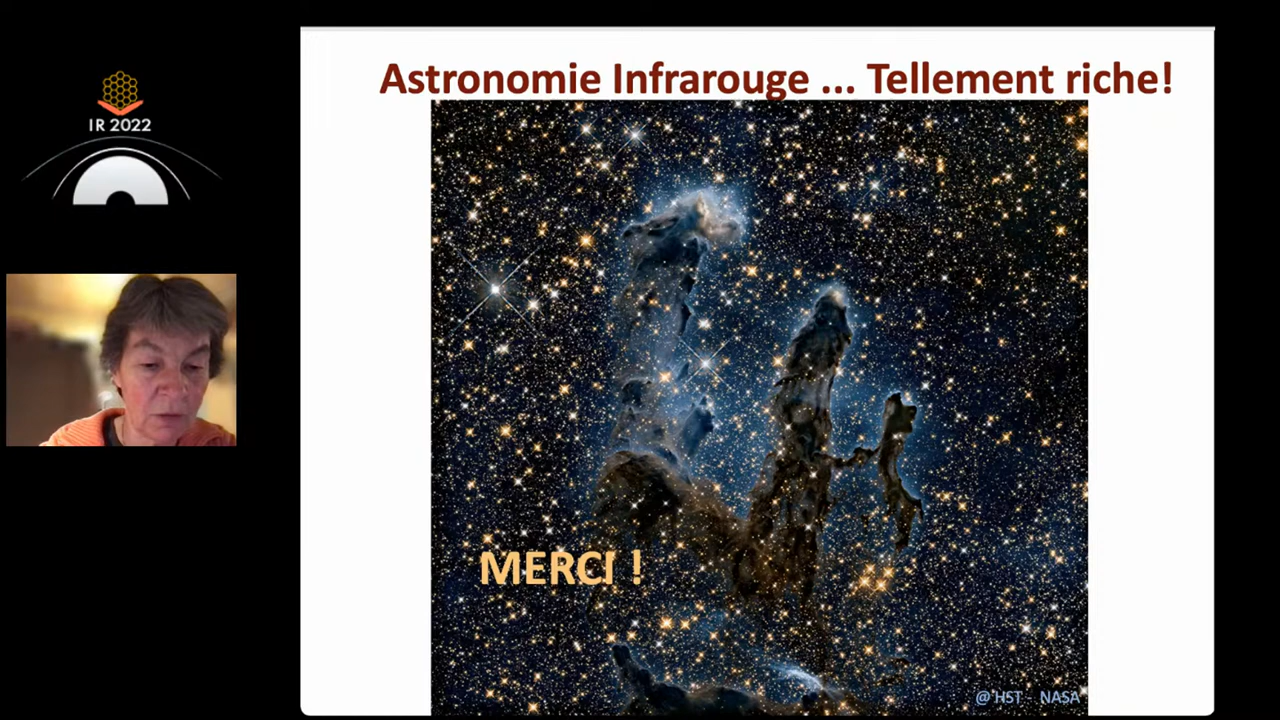 Astronomie Infrarouge ... Tellement riche!
IR 2022
MERCI !
@ HST - NASA